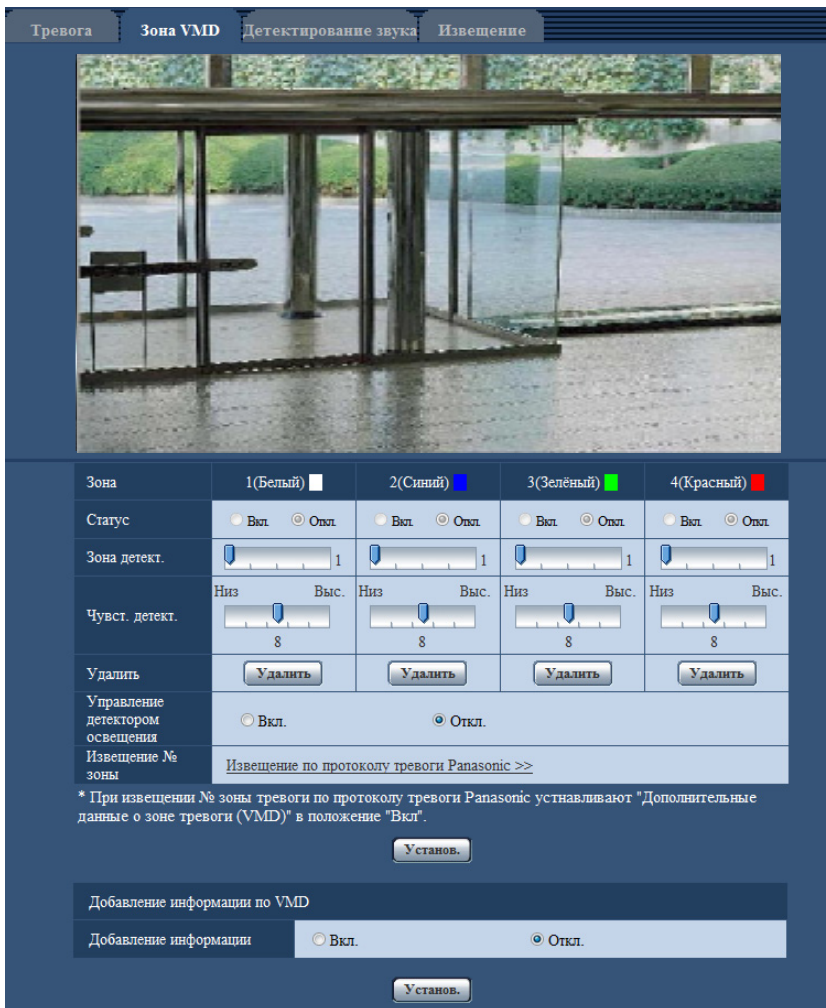 Тревога Зона VMD Детектирование звука Извещение
Зона 1(Белый) 2(Синий) 3(Зелёный) 4(Красный)
Статус Вкл. Откл. Вкл. Откл. Вкл. Откл. Вкл. Откл.
Зона детект. 1 1 1 1
Низ Выс. Низ Выс. Низ Выс. Низ Выс.
Чувст. детект.
8 8 8 8
Удалить Удалить Удалить Удалить Удалить
Управление
детектором
освещения
Вкл. Откл.
Извещение №
зоны
Извещение по протоколу тревоги Panasonic >>
* При извещении № зоны тревоги по протоколу тревоги Panasonic устнавливают "Дополнительные
данные о зоне тревоги (VMD)" в положение "Вкл".
Установ.
Добавление информации по VMD
Добавление информации Вкл. Откл.
Установ.